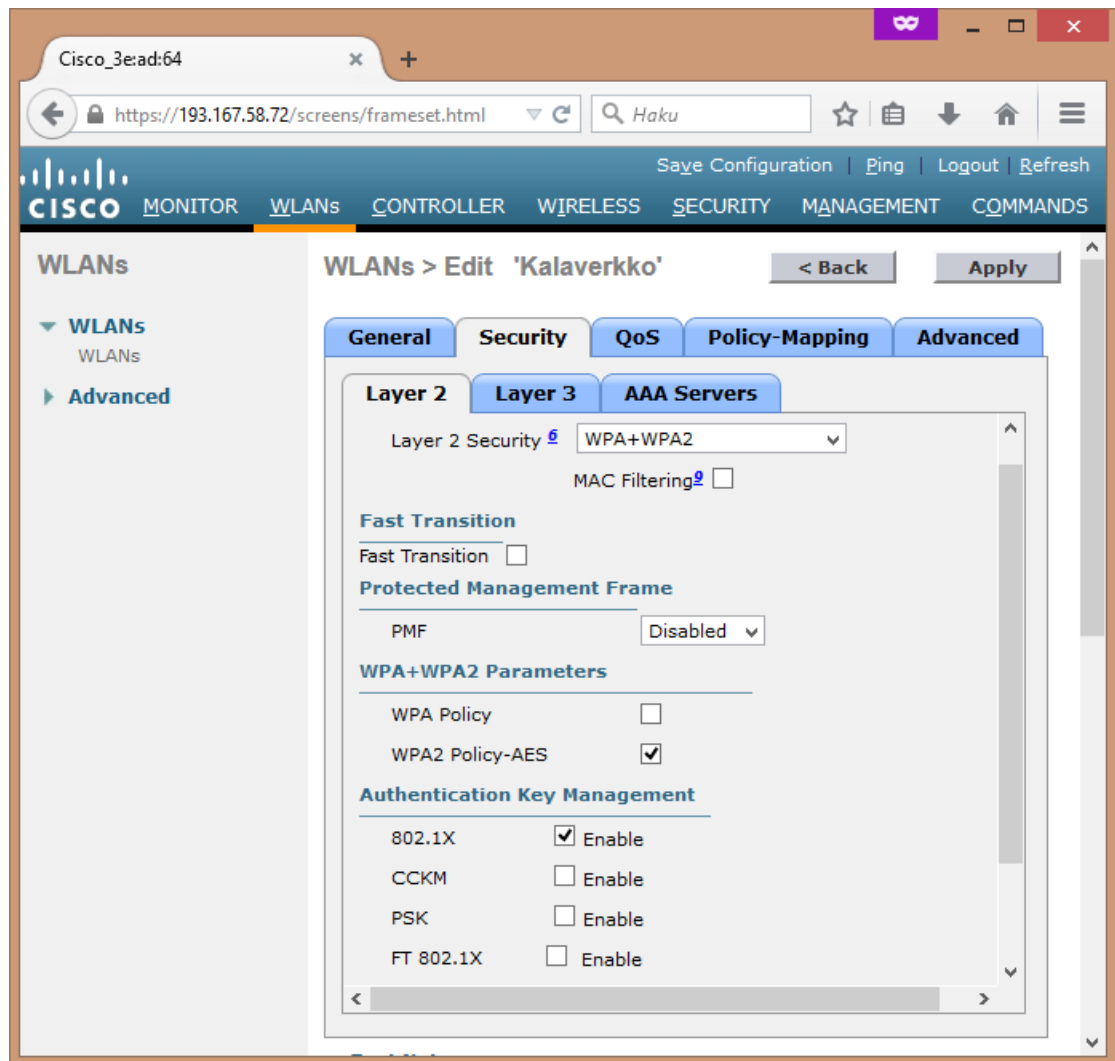 Cisco_3e:ad:64
https://193.167.58.72/screens/frameset.html
Haku
Save Configuration | Ping | Logout | Refresh
CISCO MONITOR WLANs CONTROLLER WIRELESS SECURITY MANAGEMENT COMMANDS
WLANs
WLANs
WLANs
Advanced
WLANs > Edit 'Kalaverkko'
< Back
Apply
General Security QoS Policy-Mapping Advanced
Layer 2 Layer 3 AAA Servers
Layer 2 Security 6 WPA+WPA2
MAC Filtering 9
Fast Transition
Fast Transition
Protected Management Frame
PMF Disabled
WPA+WPA2 Parameters
WPA Policy
WPA2 Policy-AES
Authentication Key Management
802.1X Enable
CCKM Enable
PSK Enable
FT 802.1X Enable